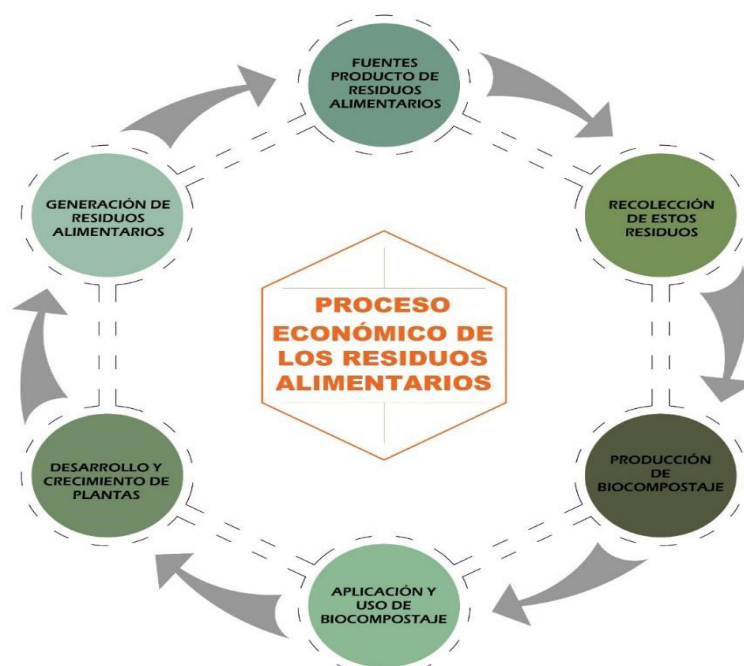 FUENTES
PRODUCTO DE
RESIDUOS
ALIMENTARIOS
RECOLECCIÓN
DE ESTOS
RESIDUOS
PRODUCCIÓN
DE
BIOCOMPOSTAJE
APLICACIÓN Y
USO DE
BIOCOMPOSTAJE
DESARROLLO Y
CRECIMIENTO DE
PLANTAS
GENERACIÓN DE
RESIDUOS
ALIMENTARIOS
PROCESO
ECONÓMICO DE
LOS RESIDUOS
ALIMENTARIOS